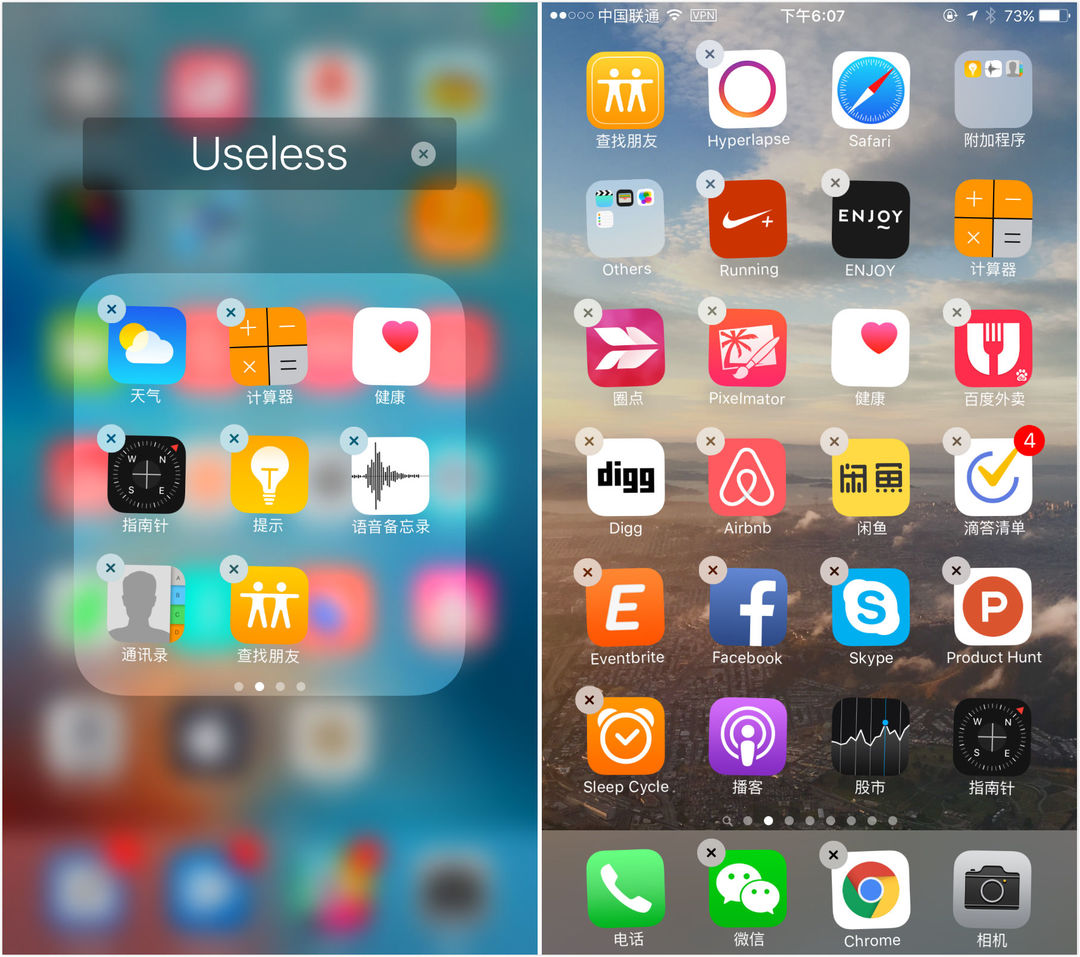 Useless
天气
计算器
健康
指南针
提示
语音备忘录
通讯录
查找朋友
中国联通 VPN 下午6:07 73%
查找朋友 Hyperlapse Safari 附加程序
ENJOY
Others Running ENJOY 计算器
圈点 Pixelmator 健康 百度外卖
4
digg 闲鱼
Digg Airbnb 闲鱼 滴答清单
Eventbrite Facebook Skype Product Hunt
Sleep Cycle 播客 股市 指南针
电话 微信 Chrome 相机